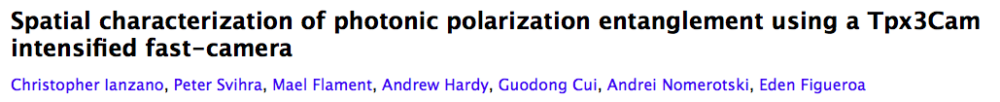 Spatial characterization of photonic polarization entanglement using a Tpx3Cam
intensified fast-camera
Christopher Ianzano, Peter Svihra, Mael Flament, Andrew Hardy, Guodong Cui, Andrei Nomerotski, Eden Figueroa